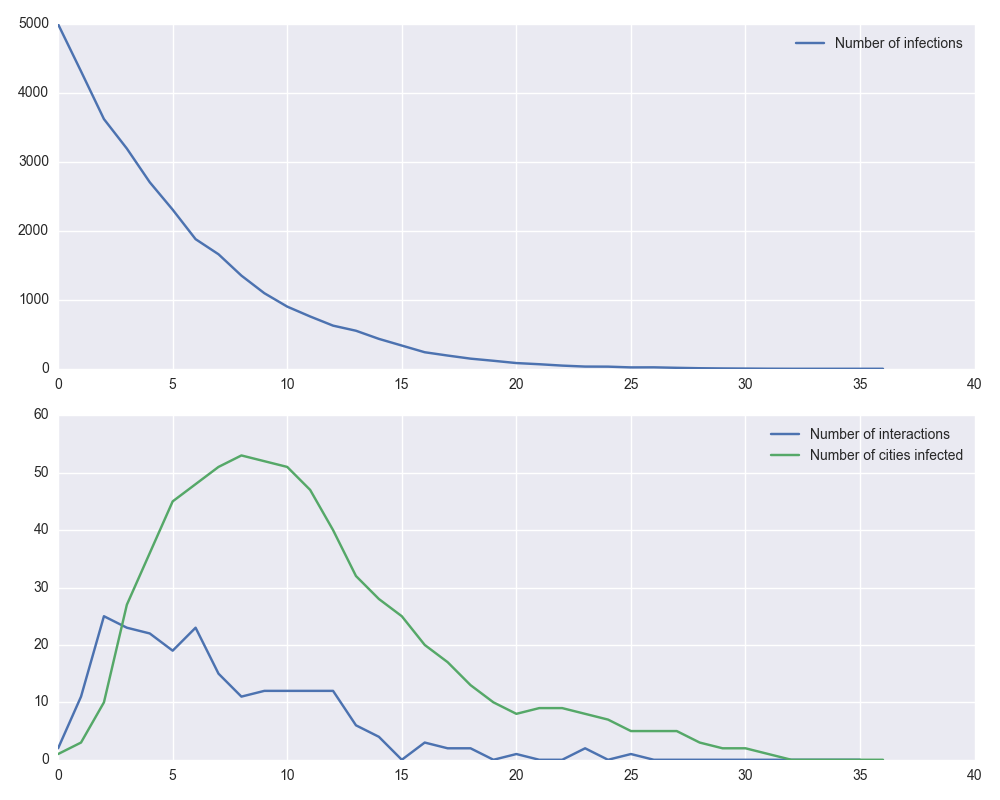 5000
Number of infections
4000
3000
2000
1000
0
0 5 10 15 20 25 30 35 40
60
Number of interactions
Number of cities infected
50
40
30
20
10
0
0 5 10 15 20 25 30 35 40